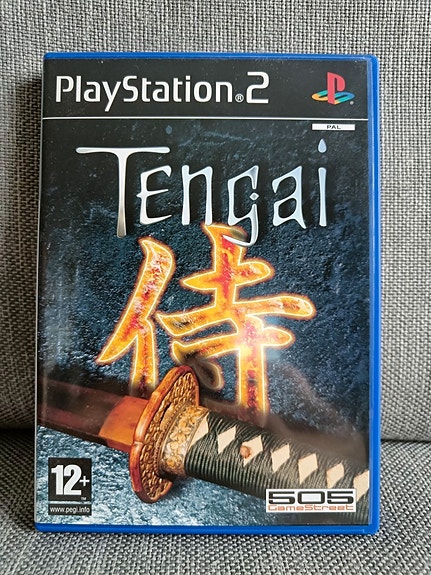 PlayStation®2
PAL
Tengai
侍
12+
www.pegi.info
505
GameStreet